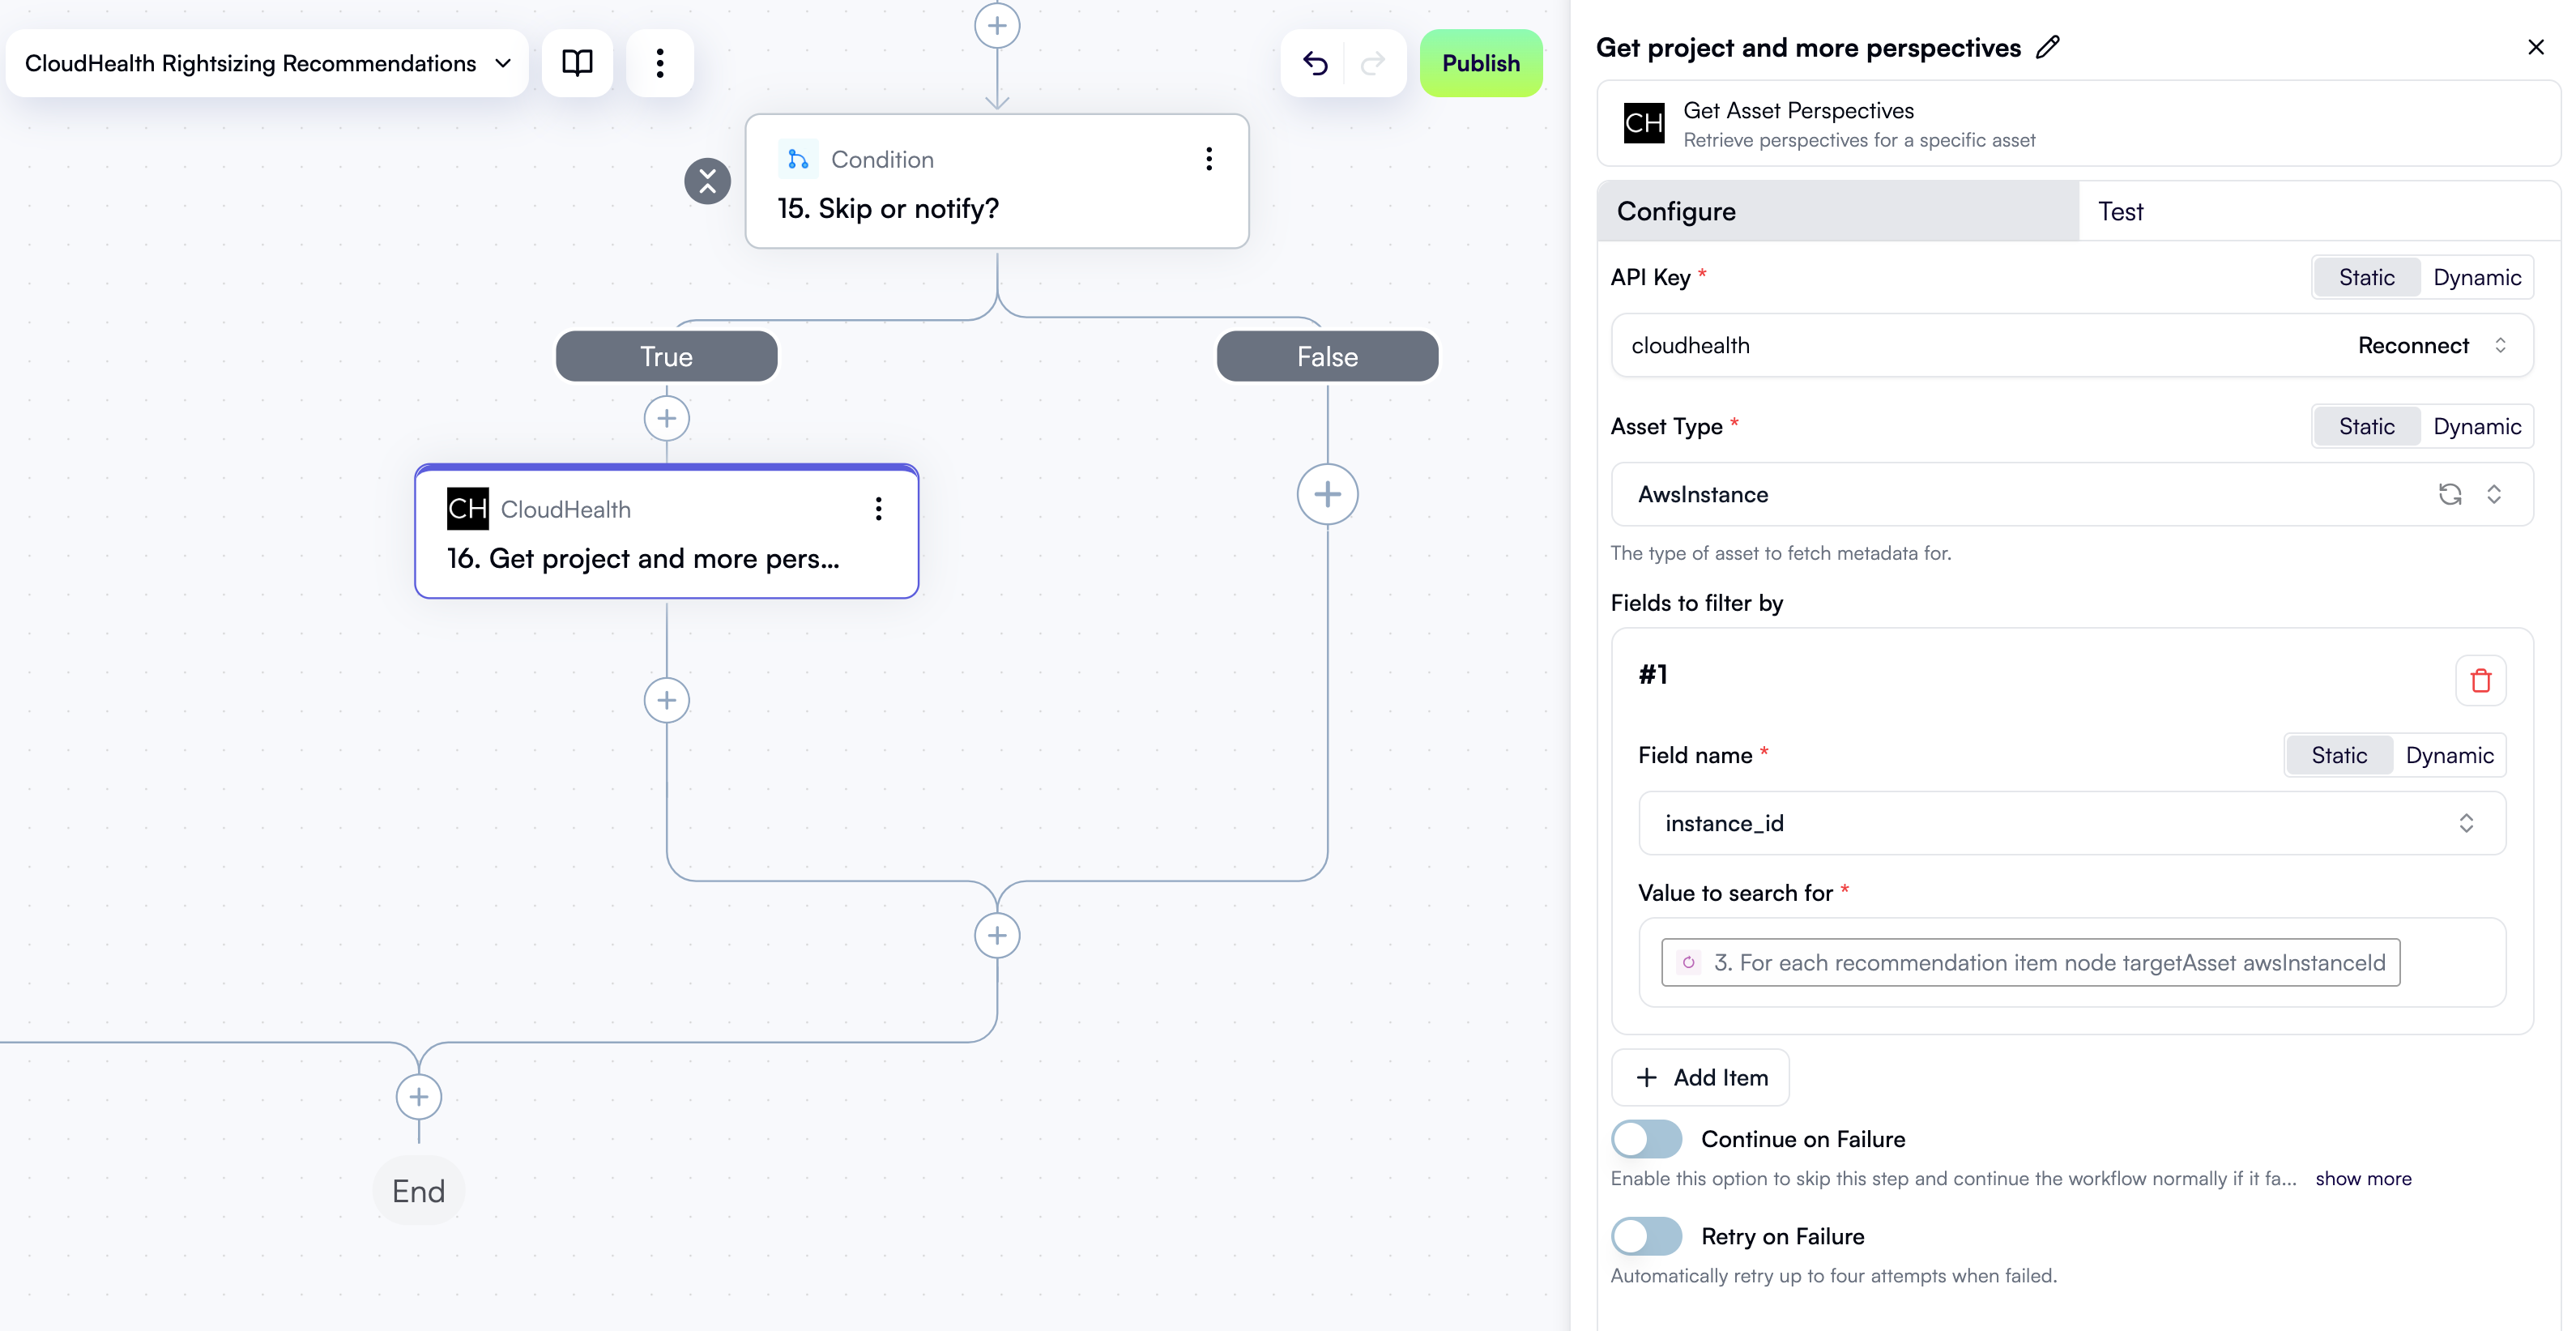 CloudHealth Rightsizing Recommendations
Publish
Condition
15. Skip or notify?
True
False
CH CloudHealth
16. Get project and more pers...
End
Get project and more perspectives
CH
Get Asset Perspectives
Retrieve perspectives for a specific asset
Configure
Test
API Key *
Static Dynamic
cloudhealth
Reconnect
Asset Type *
Static Dynamic
AwsInstance
The type of asset to fetch metadata for.
Fields to filter by
#1
Field name *
Static Dynamic
instance_id
Value to search for *
3. For each recommendation item node targetAsset awsInstanceId
+ Add Item
Continue on Failure
Enable this option to skip this step and continue the workflow normally if it fa... show more
Retry on Failure
Automatically retry up to four attempts when failed.